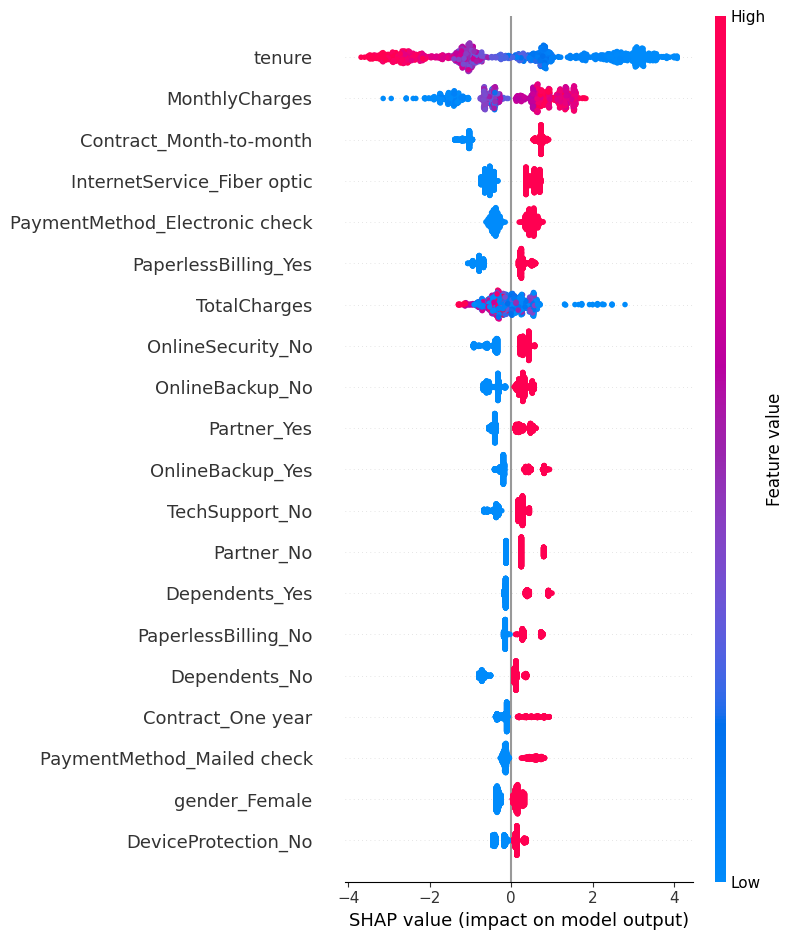 High
tenure
MonthlyCharges
Contract_Month-to-month
InternetService_Fiber optic
PaymentMethod_Electronic check
PaperlessBilling_Yes
TotalCharges
OnlineSecurity_No
OnlineBackup_No
Partner_Yes
OnlineBackup_Yes
TechSupport_No
Partner_No
Dependents_Yes
PaperlessBilling_No
Dependents_No
Contract_One year
PaymentMethod_Mailed check
gender_Female
DeviceProtection_No
Feature value
Low
−4 −2 0 2 4
SHAP value (impact on model output)